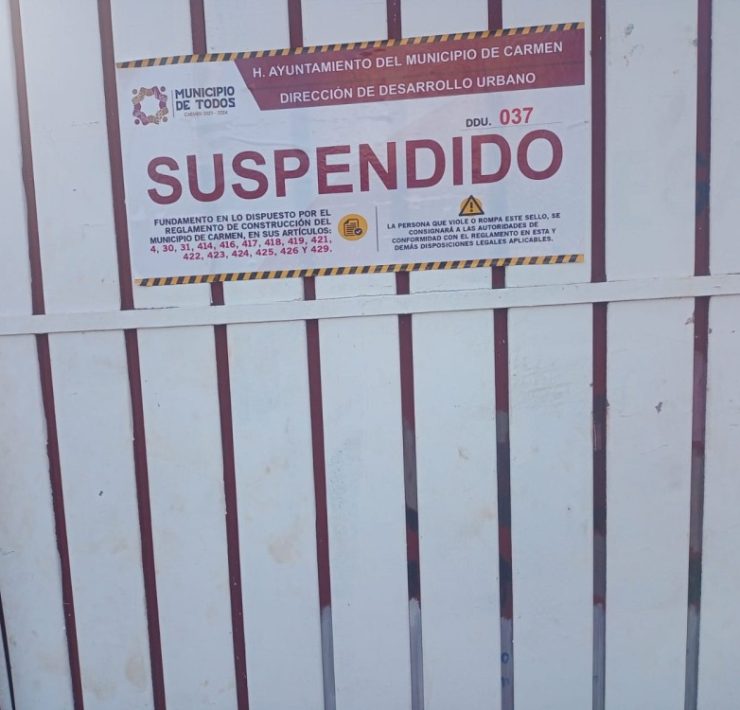 H. AYUNTAMIENTO DEL MUNICIPIO DE CARMEN
DIRECCIÓN DE DESARROLLO URBANO
MUNICIPIO
DE TODOS
CARMEN 2021 - 2024
DDU. 037
SUSPENDIDO
FUNDAMENTO EN LO DISPUESTO POR EL
REGLAMENTO DE CONSTRUCCIÓN DEL
MUNICIPIO DE CARMEN, EN SUS ARTÍCULOS:
4, 30, 31, 414, 416, 417, 418, 419, 421,
422, 423, 424, 425, 426 Y 429.
LA PERSONA QUE VIOLE O ROMPA ESTE SELLO, SE
CONSIGNARÁ A LAS AUTORIDADES DE
CONFORMIDAD CON EL REGLAMENTO EN ESTA Y
DEMÁS DISPOSICIONES LEGALES APLICABLES.